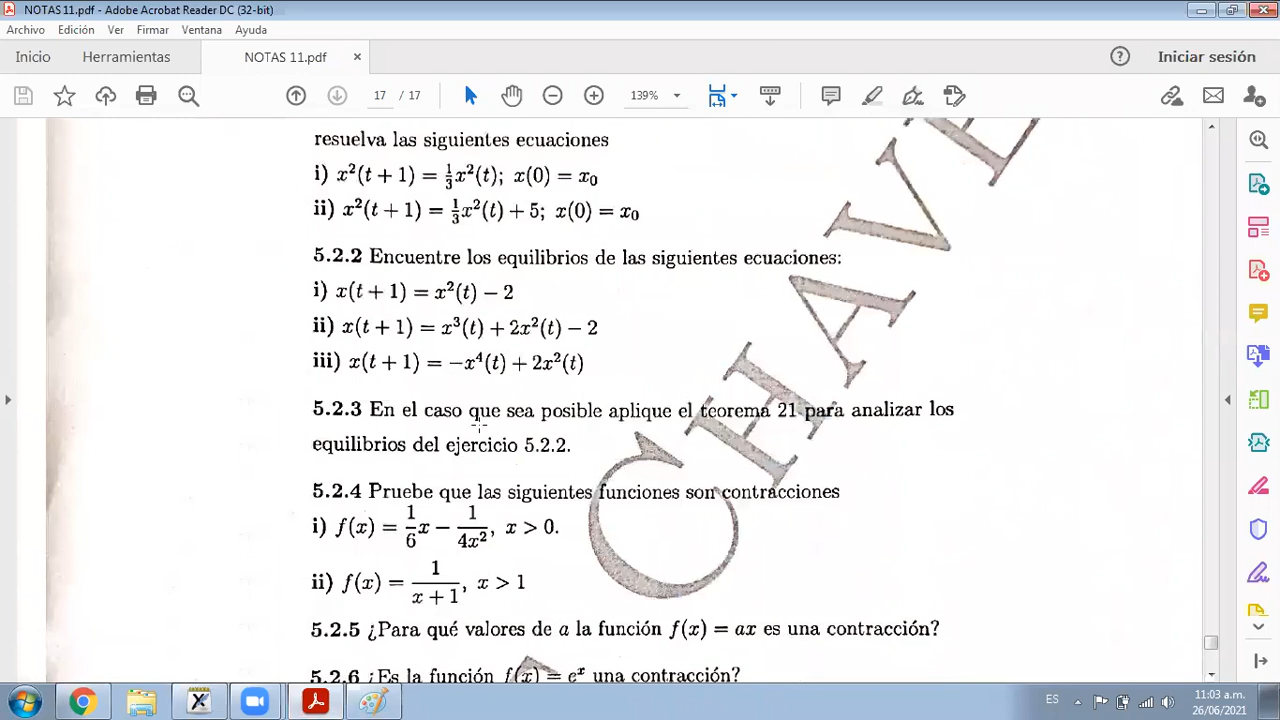 NOTAS 11.pdf - Adobe Acrobat Reader DC (32-bit)
Archivo Edición Ver Firmar Ventana Ayuda
Inicio Herramientas NOTAS 11.pdf × Iniciar sesión
17 / 17 139%
resuelva las siguientes ecuaciones
i) x²(t + 1) = ⅓x²(t); x(0) = x₀
ii) x²(t + 1) = ⅓x²(t) + 5; x(0) = x₀
5.2.2 Encuentre los equilibrios de las siguientes ecuaciones:
i) x(t + 1) = x²(t) − 2
ii) x(t + 1) = x³(t) + 2x²(t) − 2
iii) x(t + 1) = −x⁴(t) + 2x²(t)
5.2.3 En el caso que sea posible aplique el teorema 21 para analizar los
equilibrios del ejercicio 5.2.2.
5.2.4 Pruebe que las siguientes funciones son contracciones
i) f(x) = 1/6 x − 1/4x², x > 0.
ii) f(x) = 1/x + 1, x > 1
5.2.5 ¿Para qué valores de a la función f(x) = ax es una contracción?
5.2.6 ¿Es la función f(x) = eˣ una contracción?
CHAVE
ES 11:03 a.m.
26/06/2021